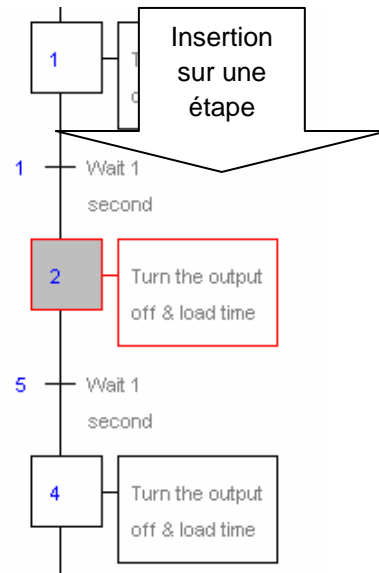 Insertion
sur une
étape
1
1 Wait 1
second
2 Turn the output
off & load time
5 Wait 1
second
4 Turn the output
off & load time